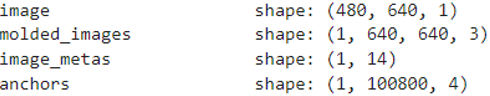 image                    shape: (480, 640, 1)
molded_images            shape: (1, 640, 640, 3)
image_metas              shape: (1, 14)
anchors                  shape: (1, 100800, 4)